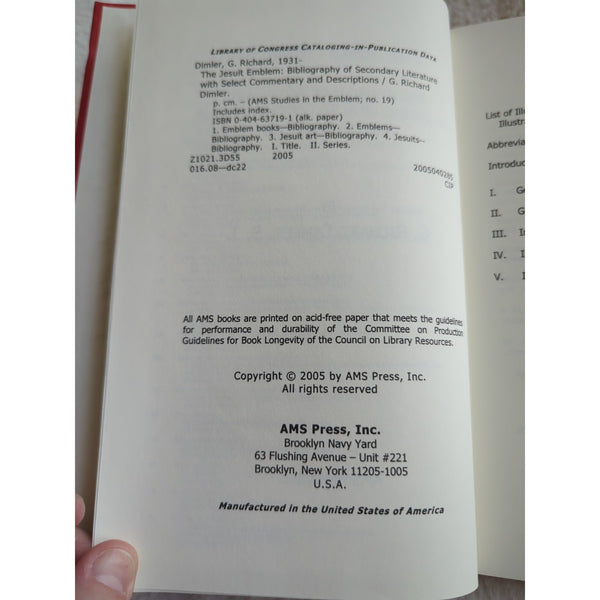 LIBRARY OF CONGRESS CATALOGING-IN-PUBLICATION DATA
Dimler, G. Richard, 1931-
The Jesuit Emblem: Bibliography of Secondary Literature
with Select Commentary and Descriptions / G. Richard
Dimler.
p. cm. – (AMS Studies in the Emblem; no. 19)
Includes index.
ISBN 0-404-63719-1 (alk. paper)
1. Emblem books—Bibliography. 2. Emblems—
Bibliography. 3. Jesuit art—Bibliography. 4. Jesuits—
Bibliography. I. Title. II. Series.
Z1021.3D55 2005
016.08—dc22 2005040285
CIP
All AMS books are printed on acid-free paper that meets the guidelines
for performance and durability of the Committee on Production
Guidelines for Book Longevity of the Council on Library Resources.
Copyright © 2005 by AMS Press, Inc.
All rights reserved
AMS Press, Inc.
Brooklyn Navy Yard
63 Flushing Avenue – Unit #221
Brooklyn, New York 11205-1005
U.S.A.
Manufactured in the United States of America
List of Ill
Illustra
Abbrevia
Introduc
I. G
II. G
III. I
IV. I
V. I